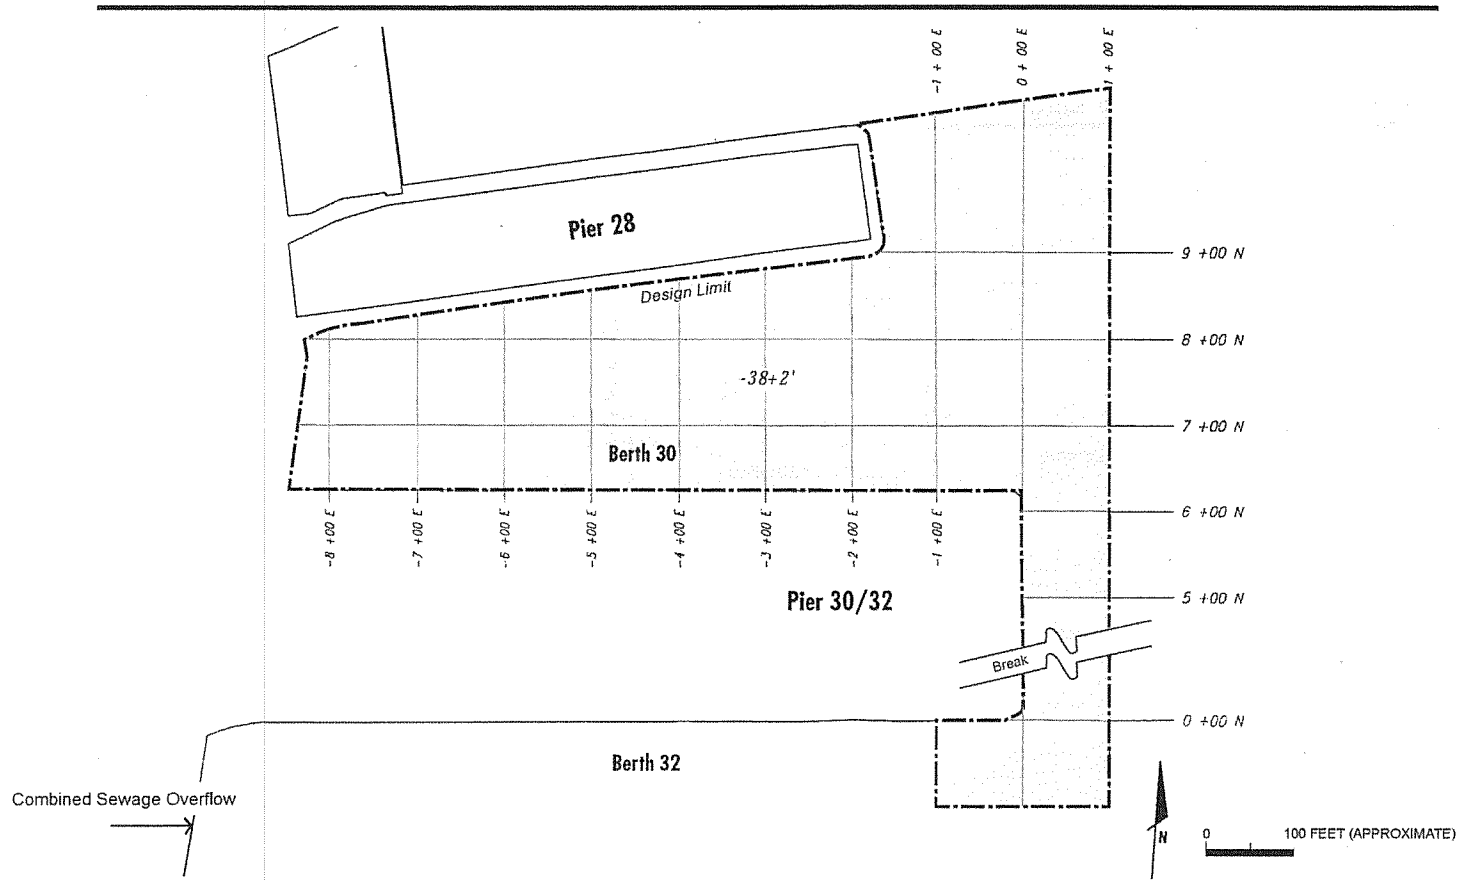 -1 + 00 E
0 + 00 E
1 + 00 E
Pier 28
9 +00 N
Design Limit
8 +00 N
-38+2'
7 +00 N
Berth 30
-8 +00 E
-7 +00 E
-6 +00 E
-5 +00 E
-4 +00 E
-3 +00 E
-2 +00 E
-1 +00 E
6 +00 N
Pier 30/32
5 +00 N
Break
0 +00 N
Berth 32
Combined Sewage Overflow
N
0
100 FEET (APPROXIMATE)